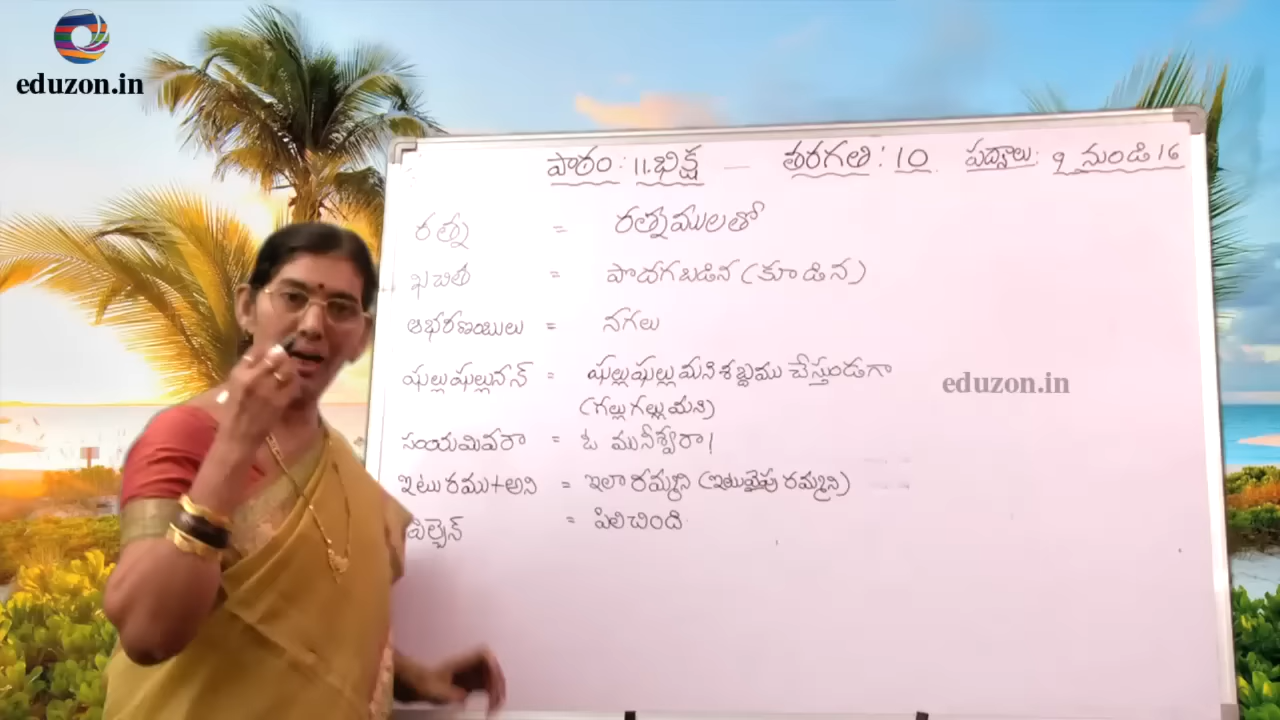 eduzon.in
పాఠం: 11. భిక్ష — తరగతి: 10. పద్యాలు: 9 నుండి 16
రత్న = రత్నములతో
ఖచిత = పొదగబడిన (కూడిన)
ఆభరణంబులు = నగలు
ఘల్లుఘల్లునన్ = ఘల్లుఘల్లుమని శబ్దము చేస్తుండగా
(గల్లుగల్లుమని)
eduzon.in
సంయమివరా = ఓ మునీశ్వరా!
ఇటురము+అని = ఇలా రమ్మని (ఇటువైపు రమ్మని)
పిల్చెన్ = పిలిచింది